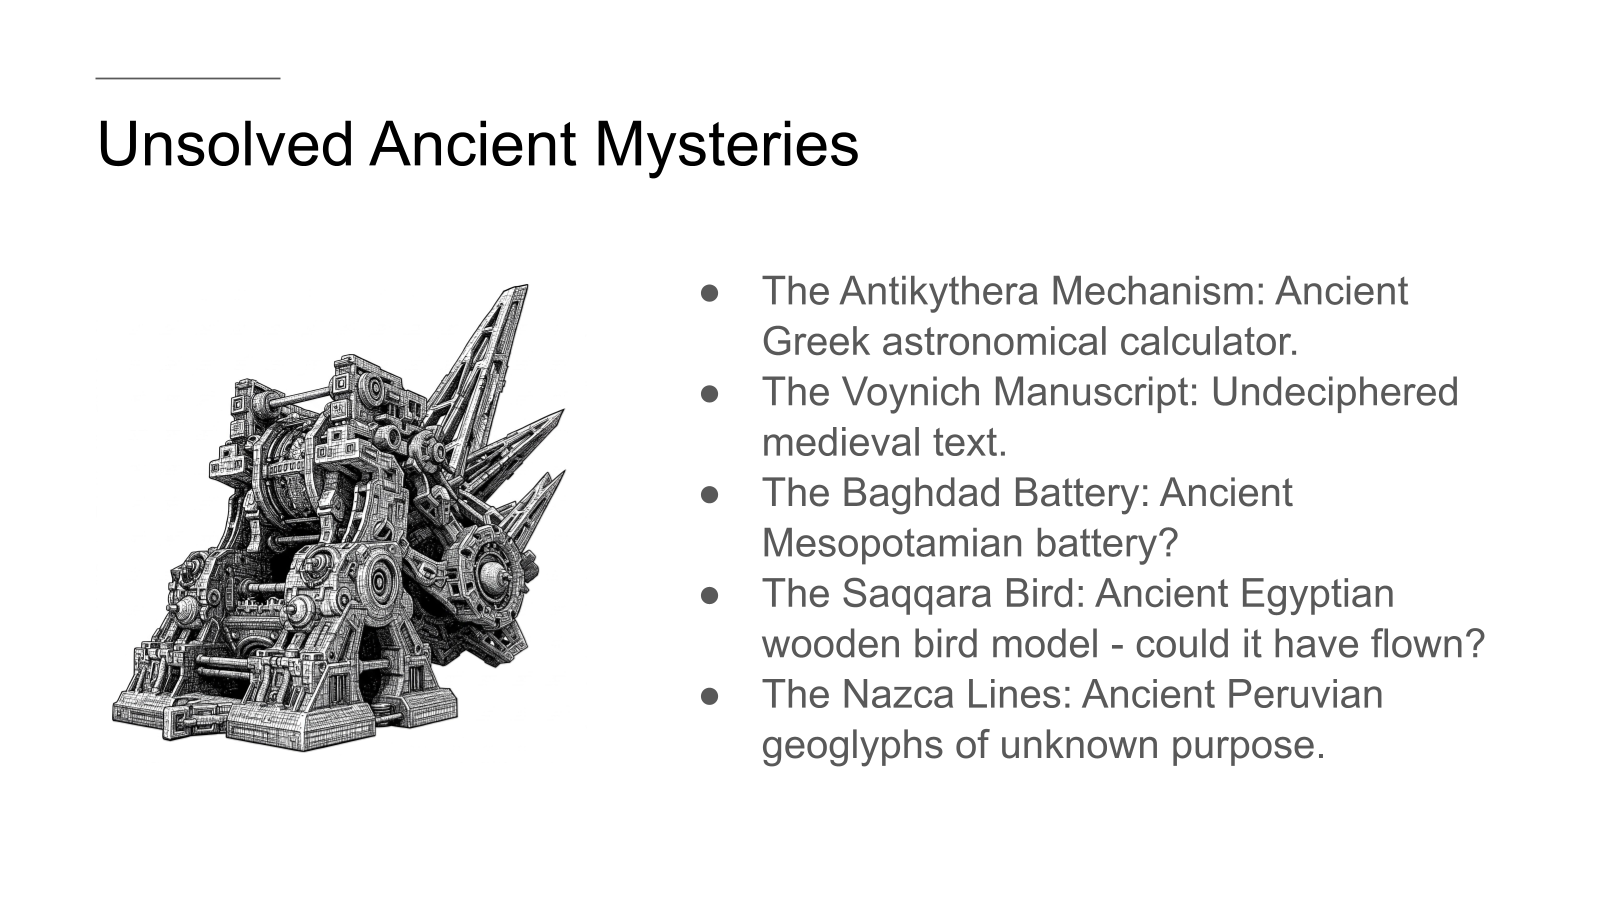 Unsolved Ancient Mysteries
● The Antikythera Mechanism: Ancient
Greek astronomical calculator.
● The Voynich Manuscript: Undeciphered
medieval text.
● The Baghdad Battery: Ancient
Mesopotamian battery?
● The Saqqara Bird: Ancient Egyptian
wooden bird model - could it have flown?
● The Nazca Lines: Ancient Peruvian
geoglyphs of unknown purpose.